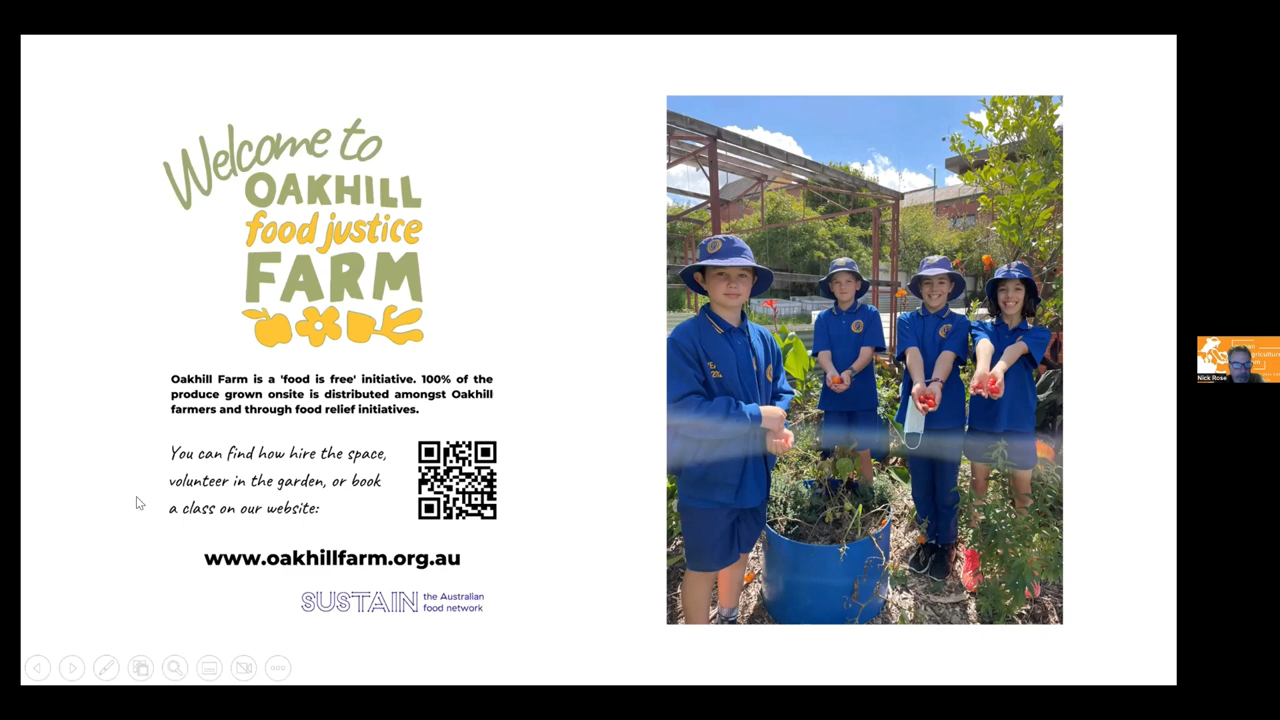 Welcome to
OAKHILL
food justice
FARM
Oakhill Farm is a 'food is free' initiative. 100% of the
produce grown onsite is distributed amongst Oakhill
farmers and through food relief initiatives.
You can find how hire the space,
volunteer in the garden, or book
a class on our website:
www.oakhillfarm.org.au
SUSTAIN
the Australian
food network
Nick Rose